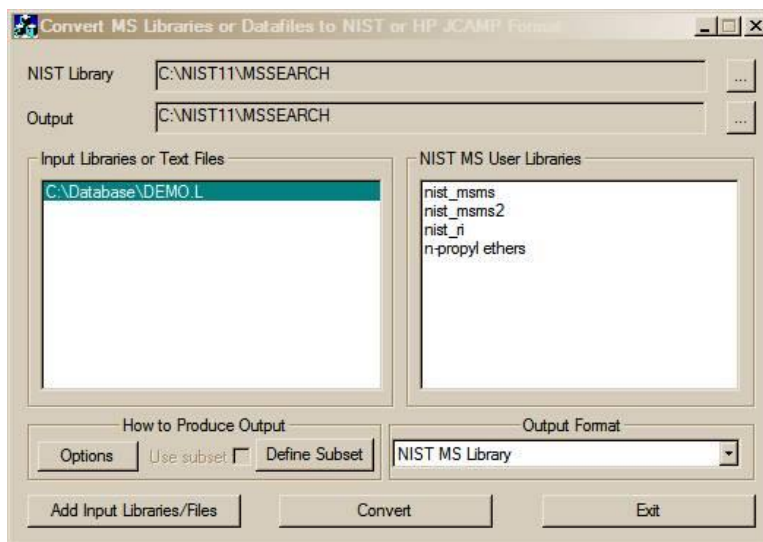 Convert MS Libraries or Datafiles to NIST or HP JCAMP Format
NIST Library C:\NIST11\MSSEARCH ...
Output C:\NIST11\MSSEARCH ...
Input Libraries or Text Files
C:\Database\DEMO.L
NIST MS User Libraries
nist_msms
nist_msms2
nist_ri
n-propyl ethers
How to Produce Output
Options Use subset Define Subset
Output Format
NIST MS Library
Add Input Libraries/Files Convert Exit